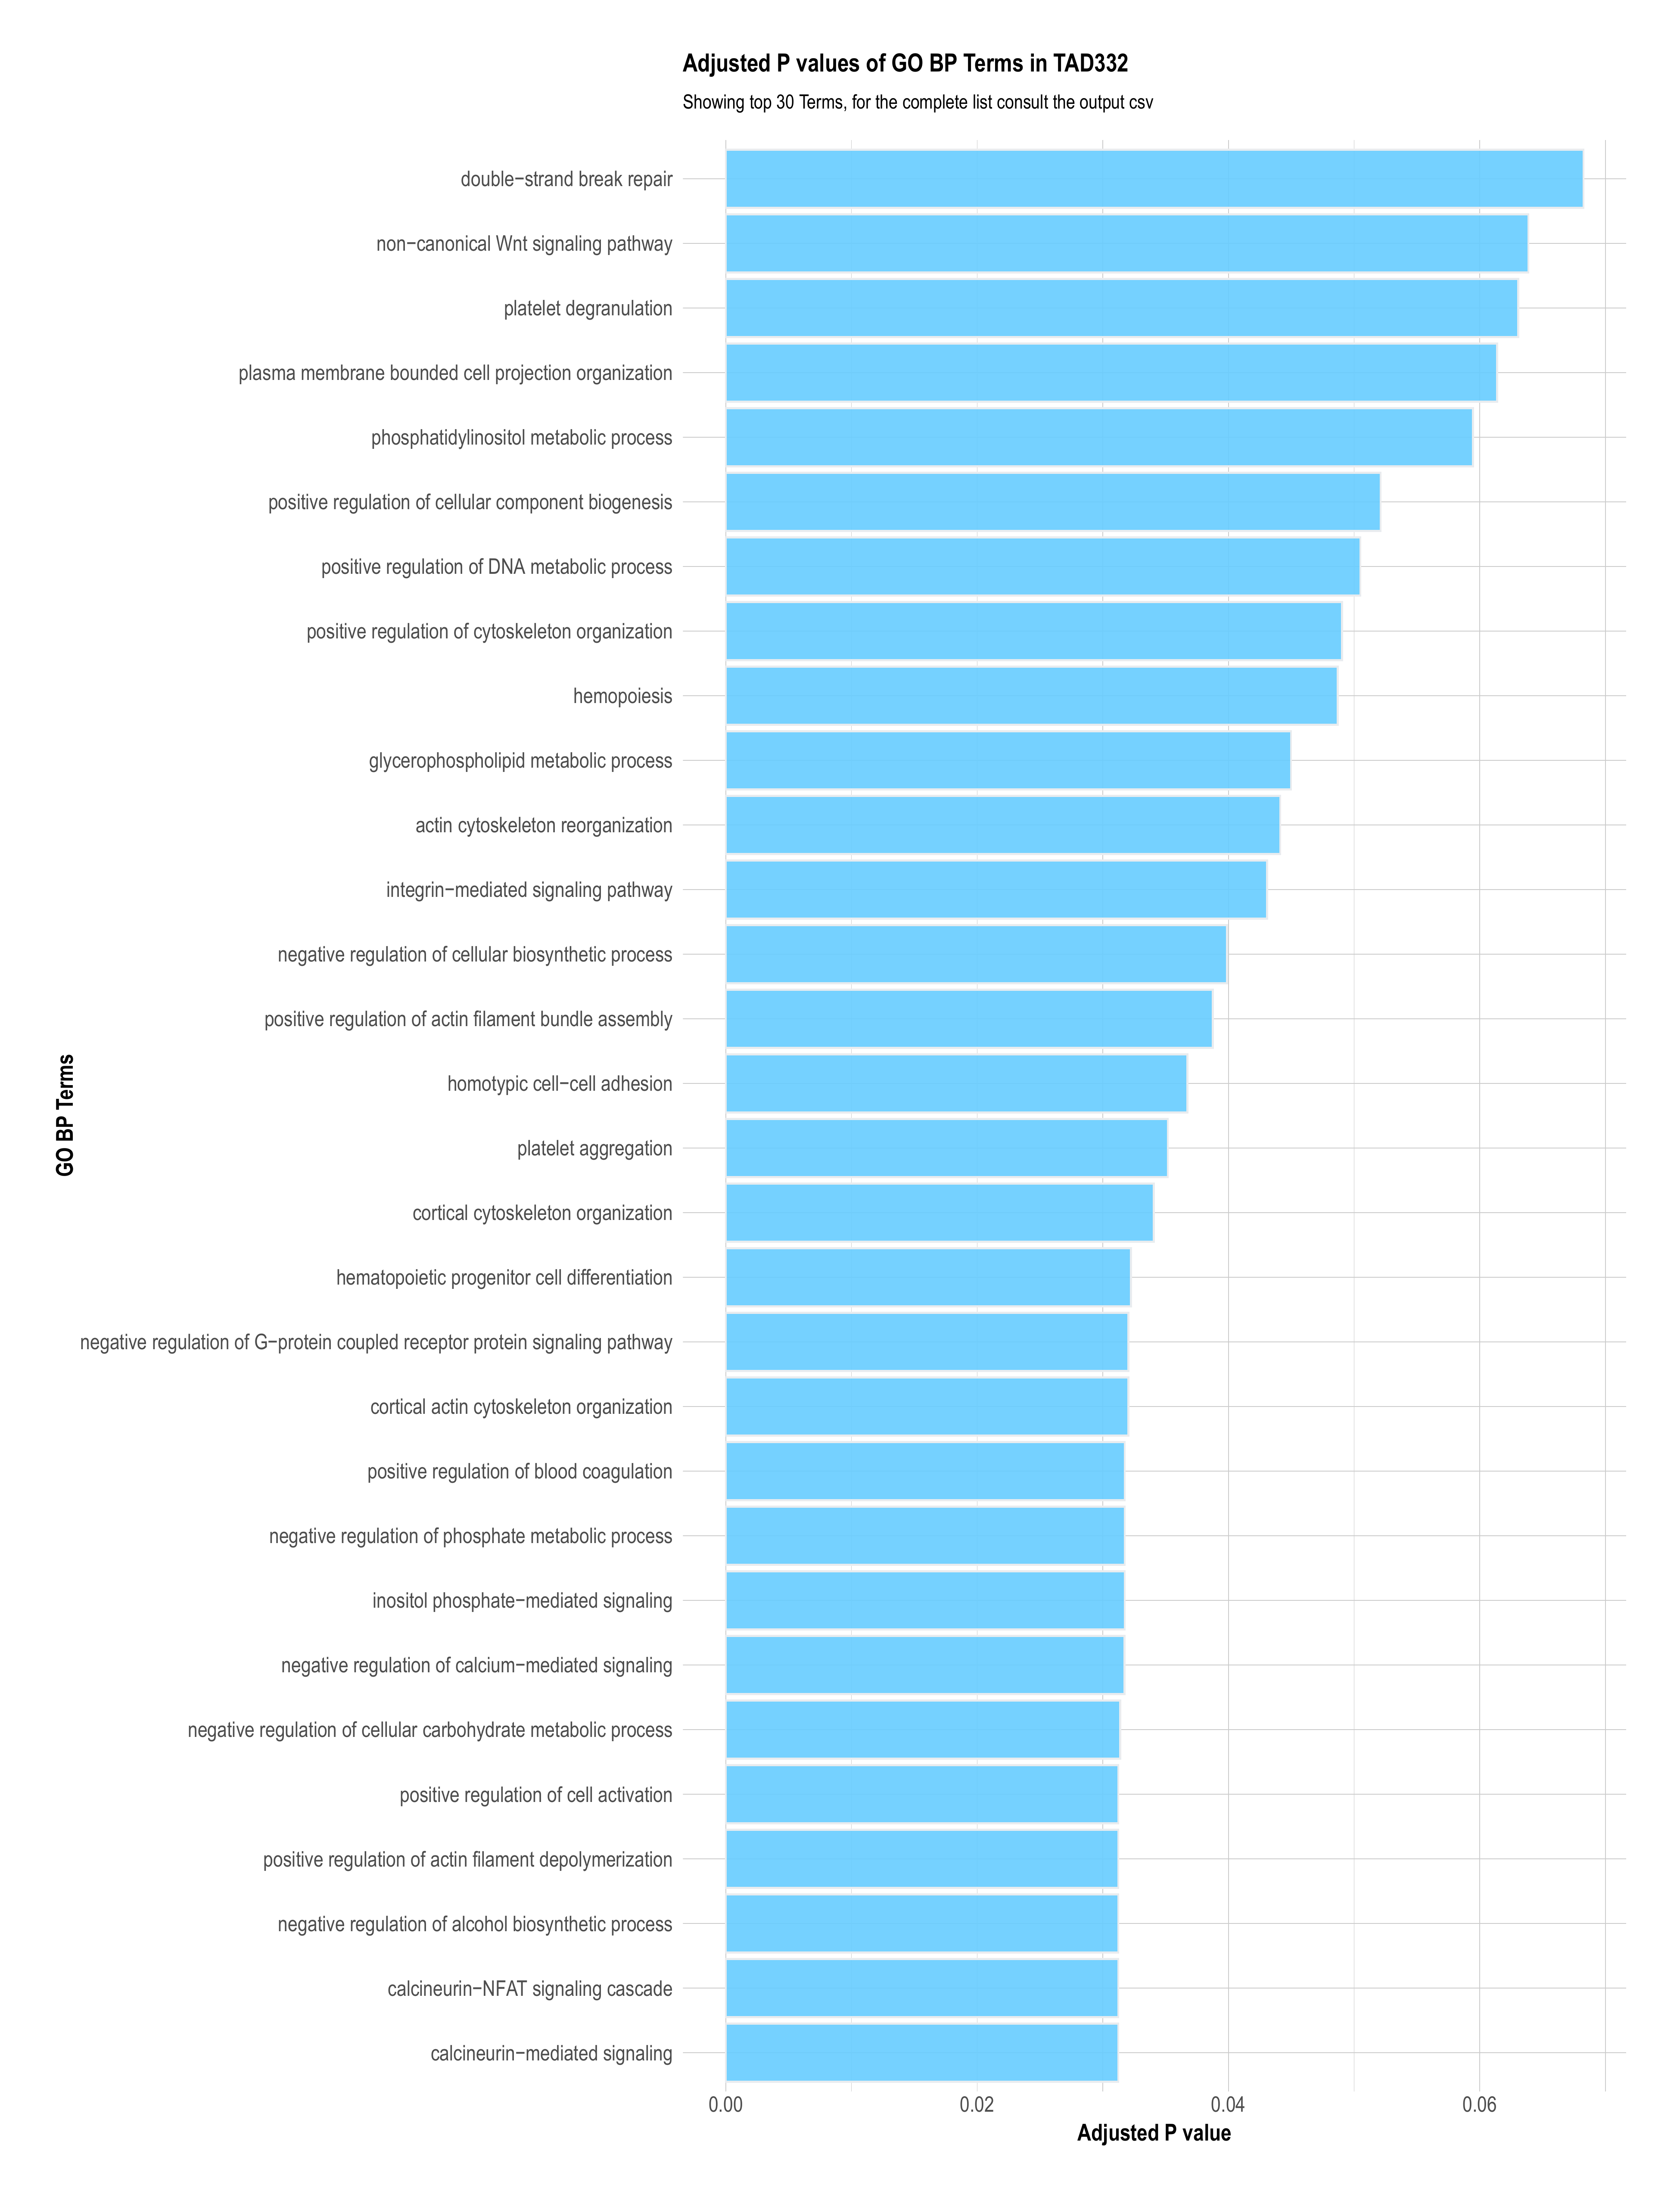 Adjusted P values of GO BP Terms in TAD332
Showing top 30 Terms, for the complete list consult the output csv
double−strand break repair
non−canonical Wnt signaling pathway
platelet degranulation
plasma membrane bounded cell projection organization
phosphatidylinositol metabolic process
positive regulation of cellular component biogenesis
positive regulation of DNA metabolic process
positive regulation of cytoskeleton organization
hemopoiesis
glycerophospholipid metabolic process
actin cytoskeleton reorganization
integrin−mediated signaling pathway
negative regulation of cellular biosynthetic process
positive regulation of actin filament bundle assembly
homotypic cell−cell adhesion
platelet aggregation
cortical cytoskeleton organization
hematopoietic progenitor cell differentiation
negative regulation of G−protein coupled receptor protein signaling pathway
cortical actin cytoskeleton organization
positive regulation of blood coagulation
negative regulation of phosphate metabolic process
inositol phosphate−mediated signaling
negative regulation of calcium−mediated signaling
negative regulation of cellular carbohydrate metabolic process
positive regulation of cell activation
positive regulation of actin filament depolymerization
negative regulation of alcohol biosynthetic process
calcineurin−NFAT signaling cascade
calcineurin−mediated signaling
GO BP Terms
0.00 0.02 0.04 0.06
Adjusted P value